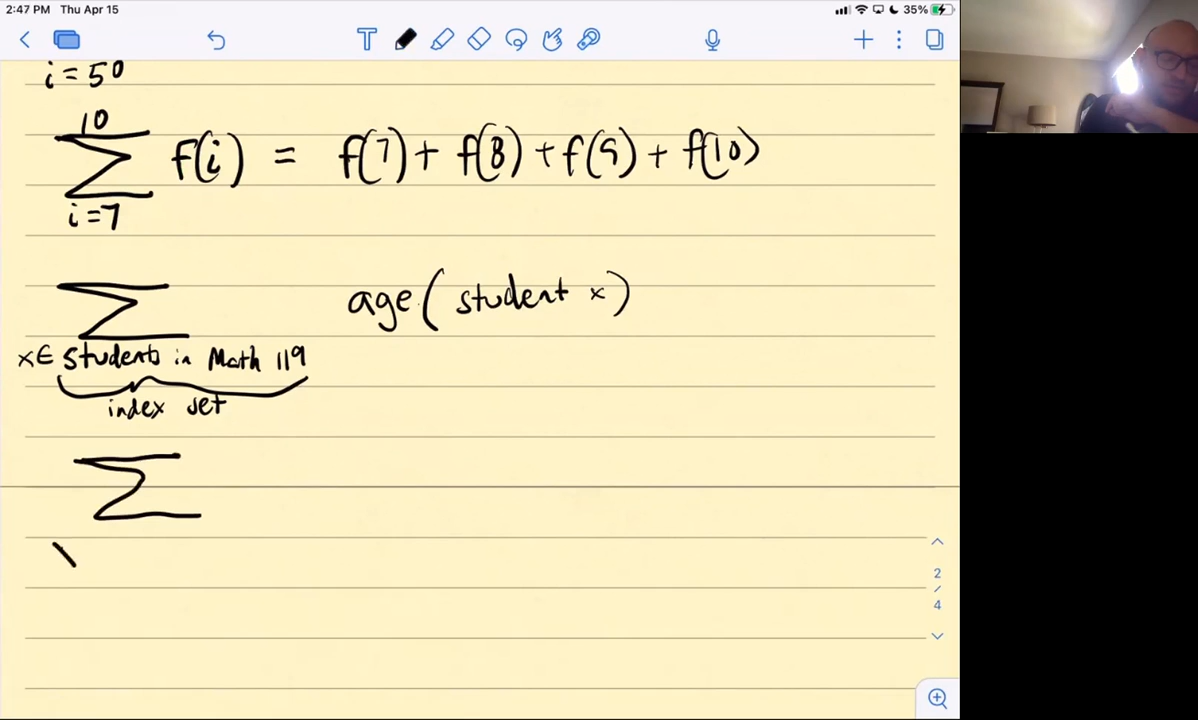 2:47 PM Thu Apr 15
35%
i = 50
10
∑ f(i) = f(7) + f(8) + f(9) + f(10)
i=7
∑ age(student x)
x∈ Students in Math 119
index set
∑
2
/
4